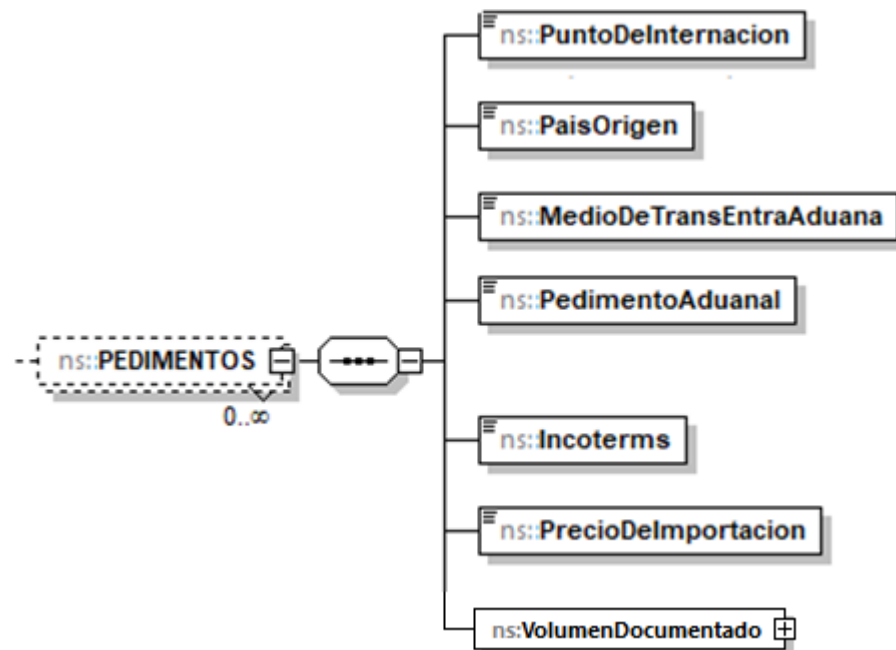 ns::PuntoDeInternacion
ns::PaisOrigen
ns::MedioDeTransEntraAduana
ns::PedimentoAduanal
ns::PEDIMENTOS
0..∞
ns::Incoterms
ns::PrecioDeImportacion
ns:VolumenDocumentado